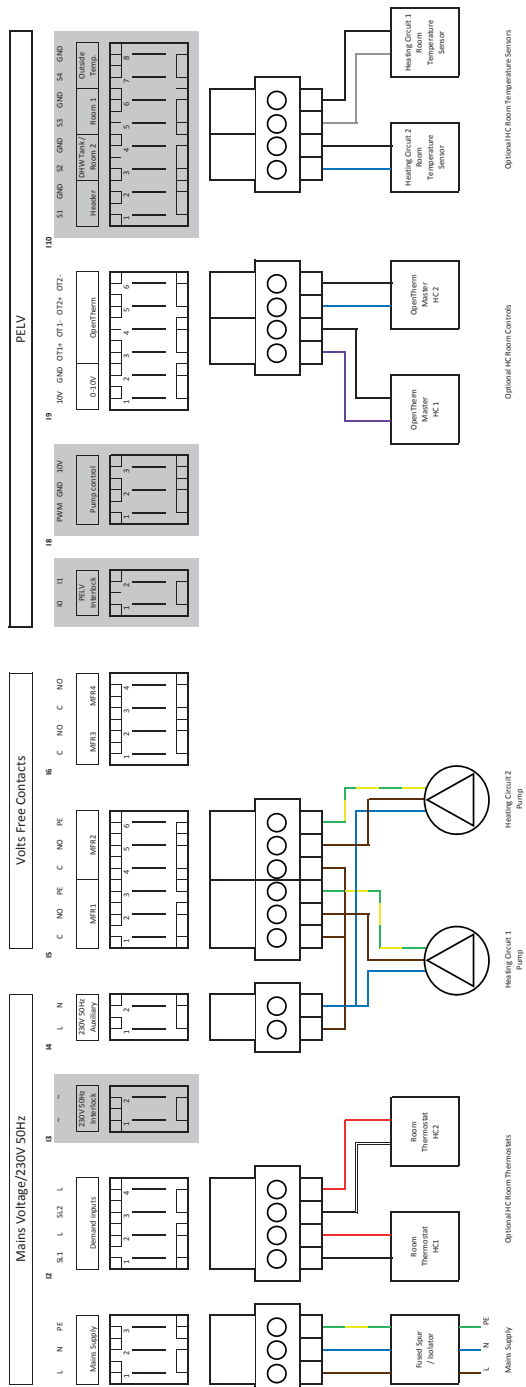 Mains Voltage/230V 50Hz
Volts Free Contacts
PELV
I2
I3
I4
I5
I6
I8
I9
I10
L N PE
SL1 L SL2 L
~ ~
L N
C NO PE C NO PE
C NO C NO
I0 I1
PWM GND 10V
10V GND OT1+ OT1- OT2+ OT2-
S1 GND S2 GND S3 GND S4 GND
Mains Supply
Demand inputs
230V 50Hz
Interlock
230V 50Hz
Auxiliary
MFR1
MFR2
MFR3
MFR4
PELV
Interlock
Pump control
0-10V
OpenTherm
Header
DHW Tank/
Room 2
Room 1
Outside
Temp.
1 2 3
1 2 3 4
1 2
1 2
1 2 3 4 5 6
1 2 3 4
1 2
1 2 3
1 2 3 4 5 6
1 2 3 4 5 6 7 8
Fused Spur
/ Isolator
Room
Thermostat
HC1
Room
Thermostat
HC2
OpenTherm
Master
HC1
OpenTherm
Master
HC2
Heating Circuit 2
Room
Temperature
Sensor
Heating Circuit 1
Room
Temperature
Sensor
L N PE
Mains Supply
Optional HC Room Thermostats
Heating Circuit 1
Pump
Heating Circuit 2
Pump
Optional HC Room Controls
Optional HC Room Temperature Sensors